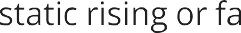 static rising or fa